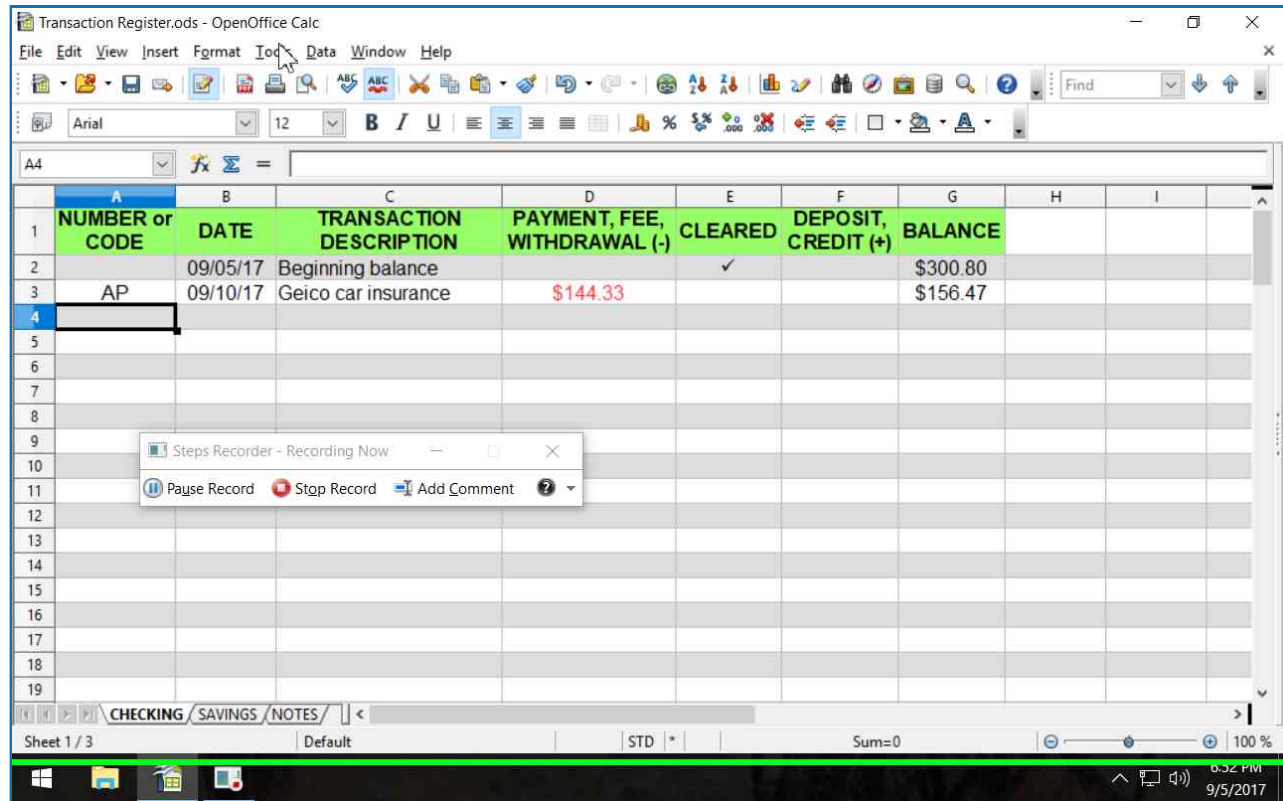 Transaction Register.ods - OpenOffice Calc
File Edit View Insert Format Tools Data Window Help
Find
Arial 12 B I U
A4
A B C D E F G H I
1 NUMBER or CODE DATE TRANSACTION DESCRIPTION PAYMENT, FEE, WITHDRAWAL (-) CLEARED DEPOSIT, CREDIT (+) BALANCE
2 09/05/17 Beginning balance ✓ $300.80
3 AP 09/10/17 Geico car insurance $144.33 $156.47
4
5
6
7
8
9
Steps Recorder - Recording Now
10
Pause Record Stop Record Add Comment
11
12
13
14
15
16
17
18
19
CHECKING SAVINGS NOTES
Sheet 1 / 3 Default STD * Sum=0 100 %
6:52 PM
9/5/2017